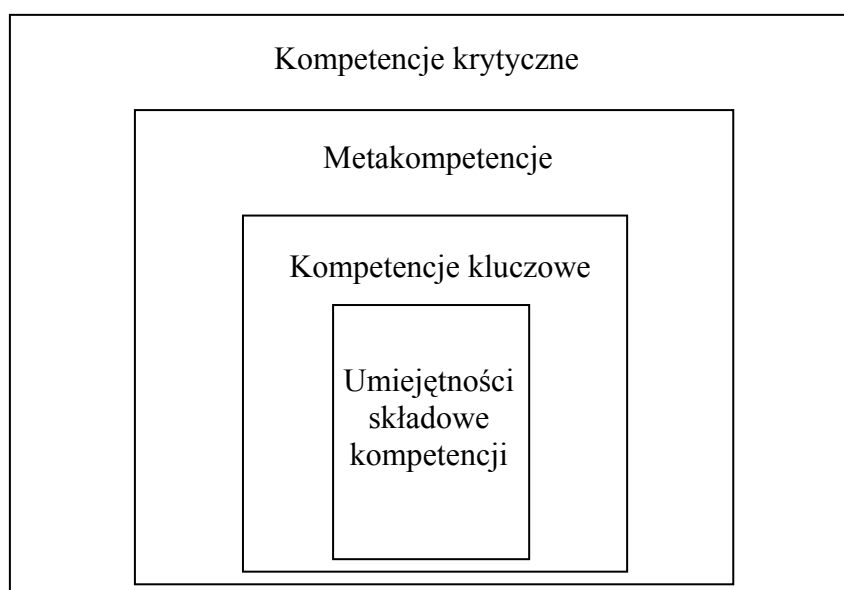 Kompetencje krytyczne
Metakompetencje
Kompetencje kluczowe
Umiejętności
składowe
kompetencji